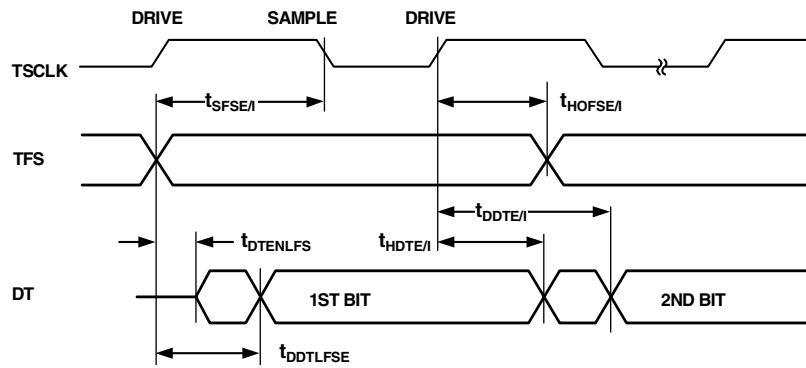 DRIVE SAMPLE DRIVE
TSCLK
tSFSE/I tHOFSE/I
TFS
tDDTE/I
tDTENLFS tHDTE/I
DT 1ST BIT 2ND BIT
tDDTLFSE